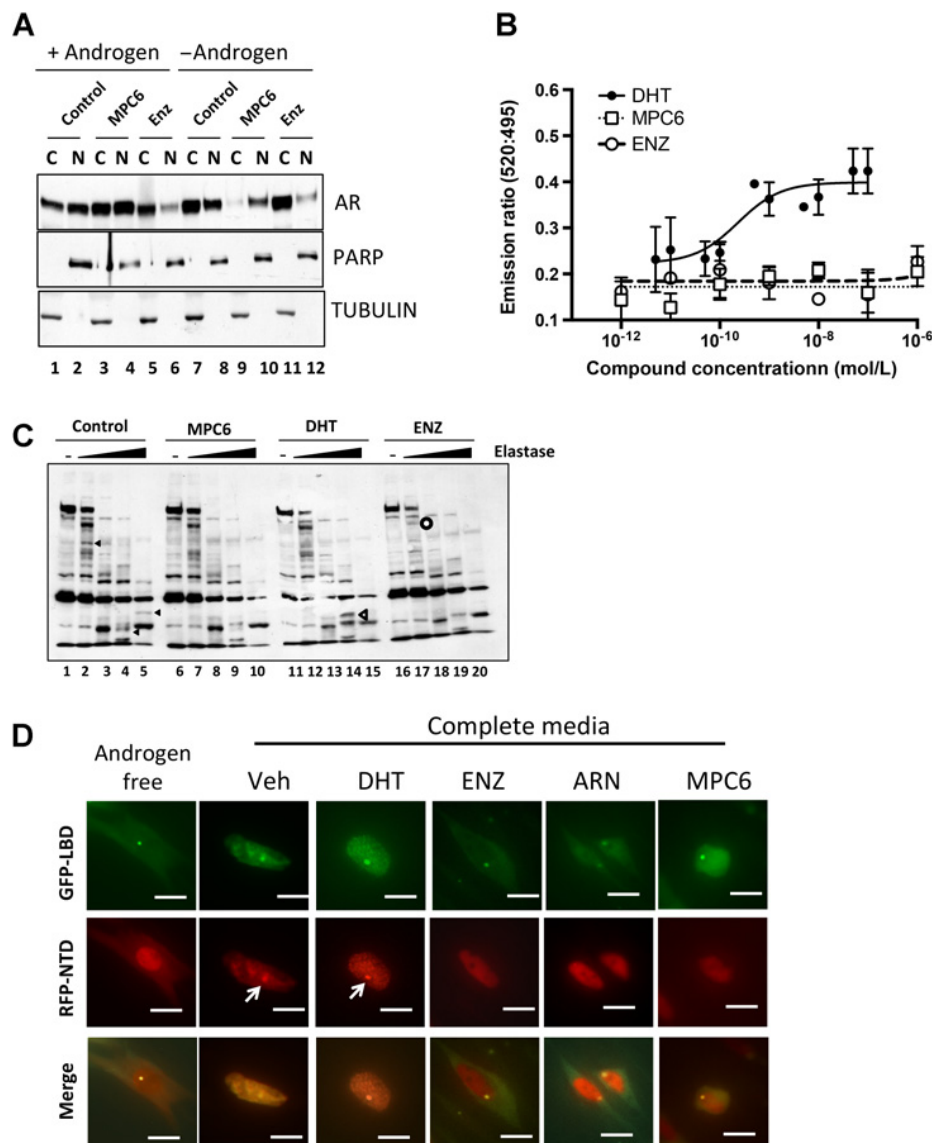 A
+ Androgen −Androgen
Control MPC6 Enz Control MPC6 Enz
C N C N C N C N C N C N
AR
PARP
TUBULIN
1 2 3 4 5 6 7 8 9 10 11 12
B
DHT
MPC6
ENZ
Emission ratio (520:495)
0.6
0.5
0.4
0.3
0.2
0.1
10-12 10-10 10-8 10-6
Compound concentrationn (mol/L)
C
Control MPC6 DHT ENZ
Elastase
- - - -
1 2 3 4 5 6 7 8 9 10 11 12 13 14 15 16 17 18 19 20
D
Complete media
Androgen
free
Veh DHT ENZ ARN MPC6
GFP-LBD
RFP-NTD
Merge